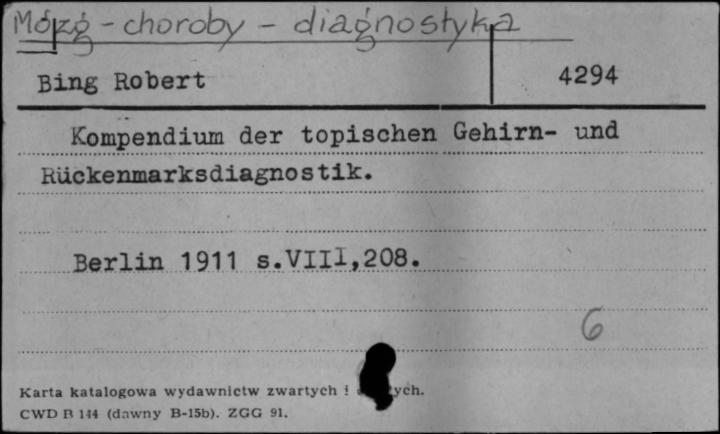 Mózg - choroby - diagnostyka
Bing Robert 4294
Kompendium der topischen Gehirn- und
Rückenmarksdiagnostik.
Berlin 1911 s.VIII,208.
6
Karta katalogowa wydawnictw zwartych i
CWD B 144 (dawny B-15b). ZGG 91.